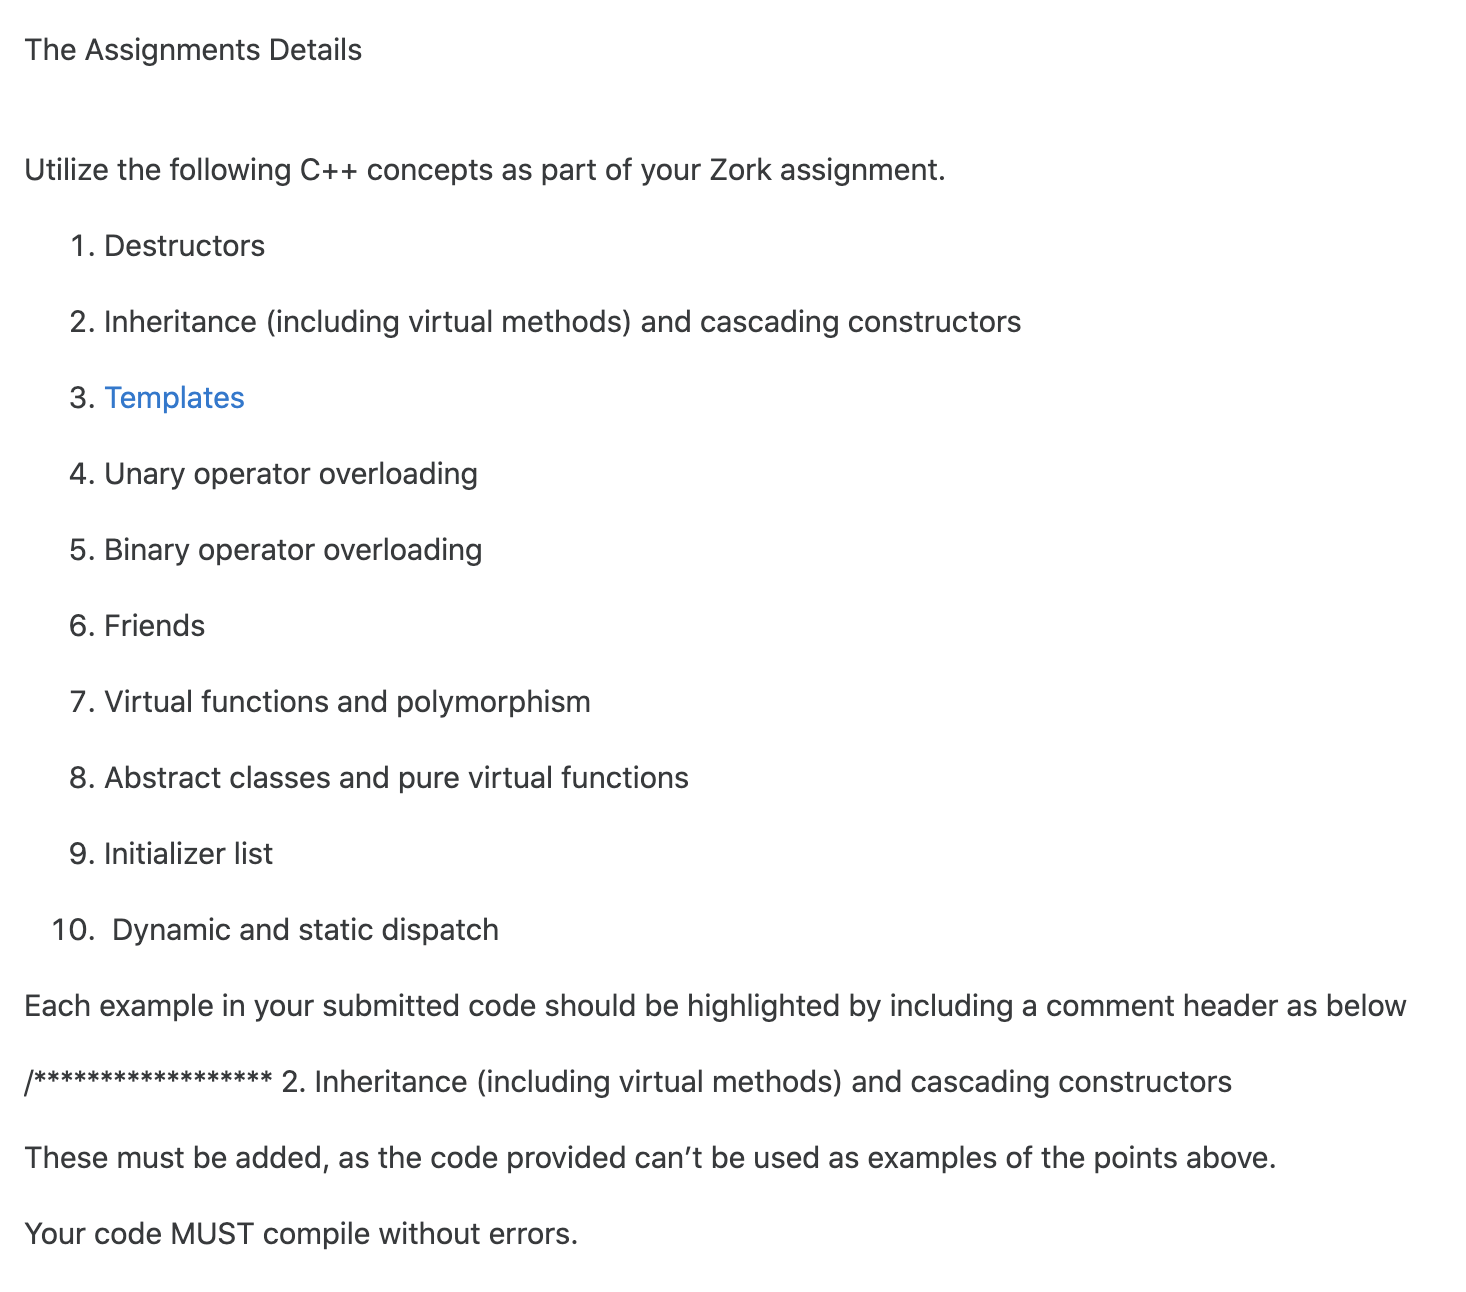 The Assignments Details
Utilize the following C++ concepts as part of your Zork assignment.
1. Destructors
2. Inheritance (including virtual methods) and cascading constructors
3. Templates
4. Unary operator overloading
5. Binary operator overloading
6. Friends
7. Virtual functions and polymorphism
8. Abstract classes and pure virtual functions
9. Initializer list
10. Dynamic and static dispatch
Each example in your submitted code should be highlighted by including a comment header as below
/****************** 2. Inheritance (including virtual methods) and cascading constructors
These must be added, as the code provided can’t be used as examples of the points above.
Your code MUST compile without errors.